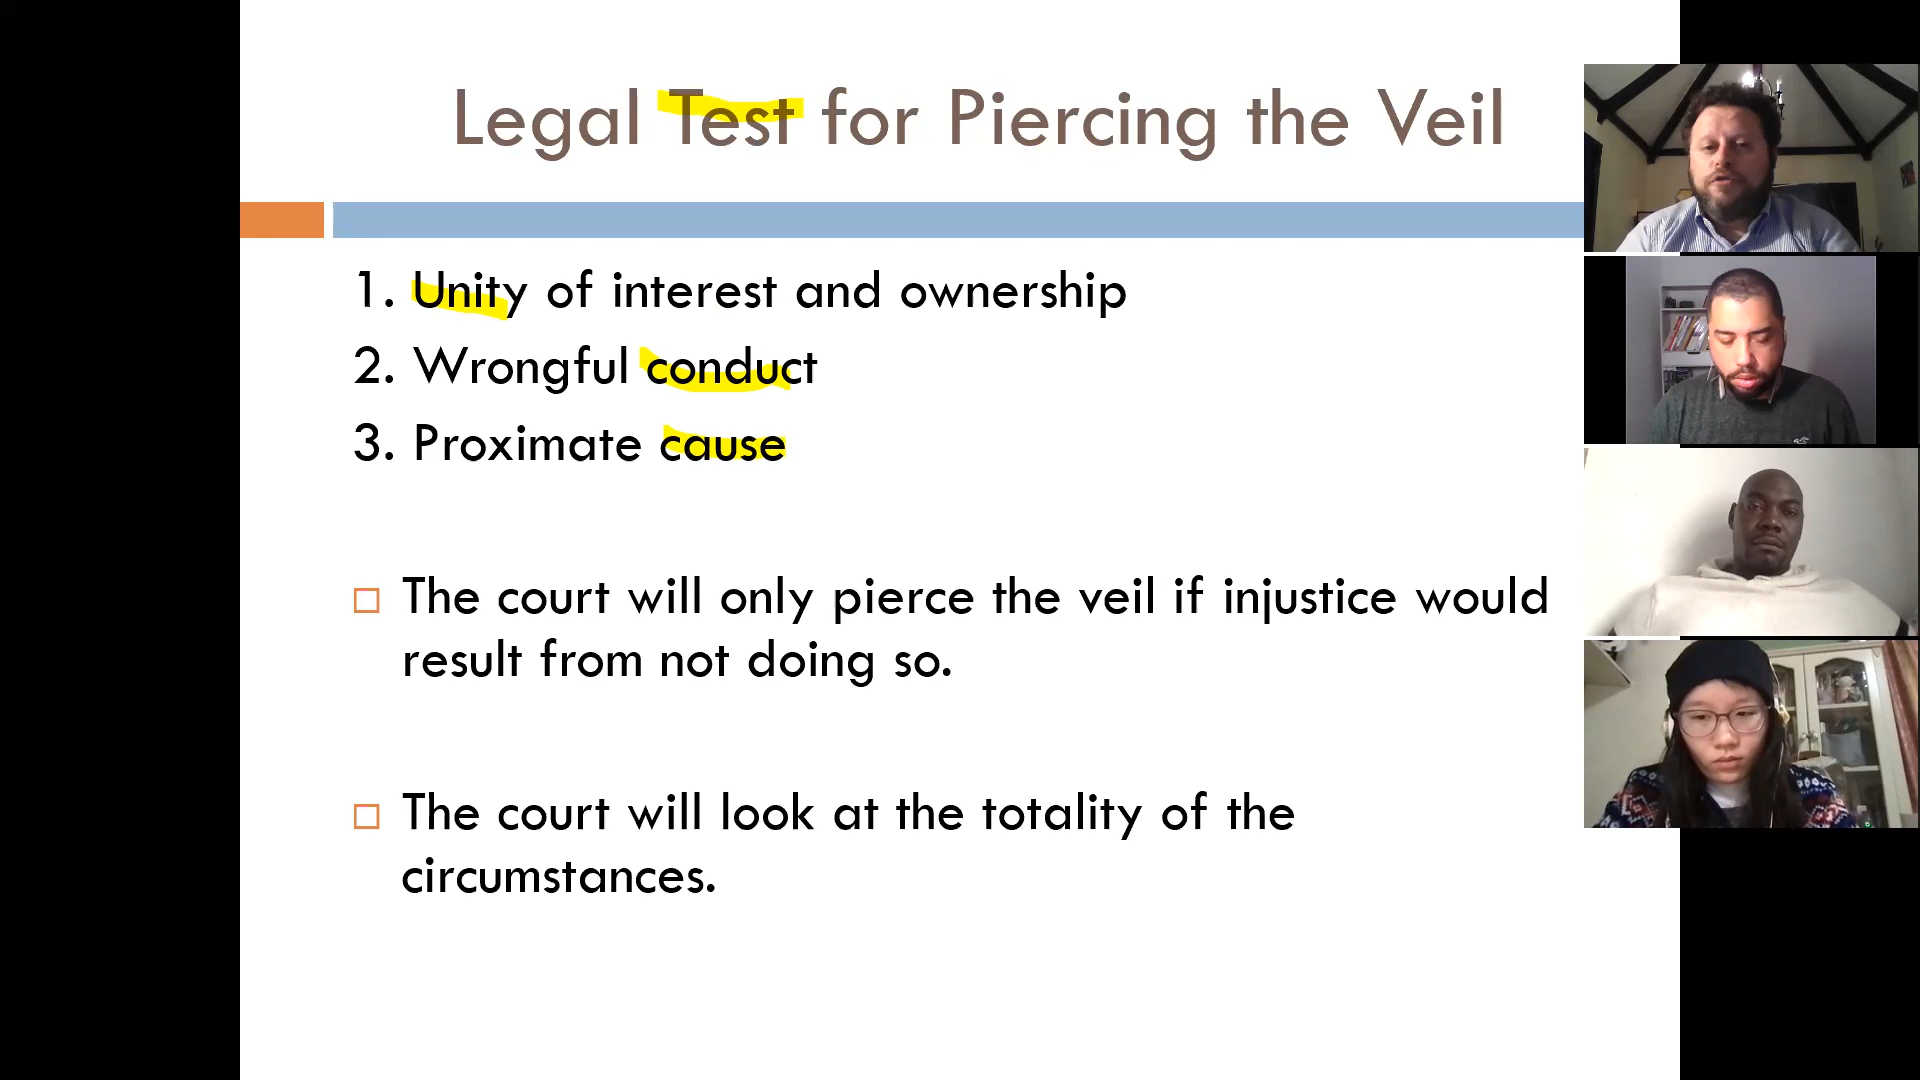 Legal Test for Piercing the Veil
1. Unity of interest and ownership
2. Wrongful conduct
3. Proximate cause
The court will only pierce the veil if injustice would
result from not doing so.
The court will look at the totality of the
circumstances.